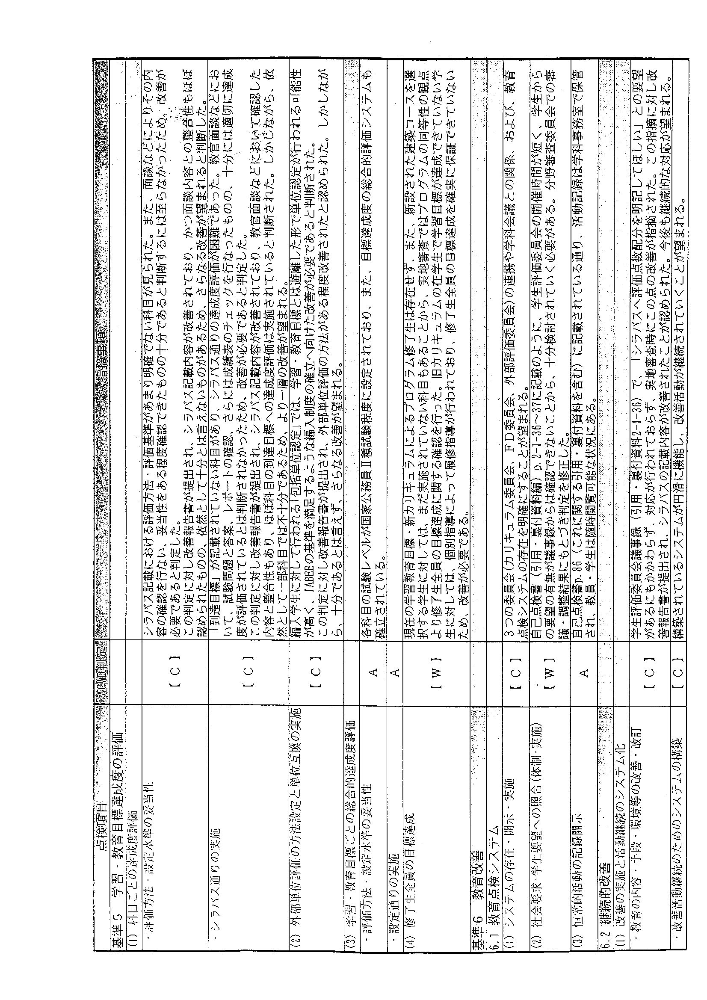 点検項目
ACWD判定
指摘事項
基準５　学習・教育目標達成度の評価
(1) 科目ごとの達成度評価
・評価方法・設定水準の妥当性
【 C 】
シラバス記載における評価方法・評価基準があまり明確でない科目が見られた。また、面談などによりその内
容の確認を行ない、妥当性をある程度確認できたものの十分であると判断するには至らなかったため、改善が
必要であると判定した。
この判定に対し改善報告書が提出され、シラバス記載内容が改善されており、かつ面談内容との整合性もほぼ
認められたものの、依然として十分とは言えないものがあるため、さらなる改善が望まれると判断した。
・シラバス通りの実施
【 C 】
「到達目標」が記載されていない科目があり、シラバス通りの達成度評価が困難であった。教官面談などにお
いて、試験問題と答案、レポートの確認、さらには成績表のチェックを行なったものの、十分には適切に達成
度が評価されているとは判断されなかったため、改善が必要であると判定した。
この判定に対し改善報告書が提出され、シラバス記載内容が改善されており、教官面談などにおいて確認した
内容と整合性もあり、ほぼ科目の到達目標への達成度評価は実施されていると判断された。しかしながら、依
然として一部科目では不十分であるため、より一層の改善が望まれる。
(2) 外部単位評価の方法設定と単位互換の実施
【 C 】
編入学生に対して行われる「包括単位認定」では、学習・教育目標とは遊離した形で単位認定が行われる可能性
が高く、JABEEの基準を満足するような編入制度の確立へ向けた改善が必要であると判断された。
この判定に対し改善報告書が提出され、外部単位評価の方法がある程度改善されたと認められた。しかしなが
ら、十分であるとは言えず、さらなる改善が望まれる。
(3) 学習・教育目標ごとの総合的達成度評価
・評価方法・設定水準の妥当性
A
各科目の試験レベルが国家公務員Ⅱ種試験程度に設定されており、また、目標達成度の総合的評価システムも
確立されている。
・設定通りの実施
A
(4) 修了生全員の目標達成
【 W 】
現在の学習教育目標・新カリキュラムによるプログラム修了生は存在せず、また、新設された建築コースを選
択する学生に対しては、まだ実施されていない科目もあることから、実地審査ではプログラムの同等性の観点
より修了生全員の目標達成に関する確認を行った。旧カリキュラムの在学生で学習目標が達成できていない学
生に対しては、個別指導によって履修指導が行われており、修了生全員の目標達成を確実に保証できていない
ため、改善が必要である。
基準６　教育改善
6.1 教育点検システム
(1) システムの存在・開示・実施
【 C 】
３つの委員会(カリキュラム委員会、ＦＤ委員会、外部評価委員会)の連携や学科会議との関係、および、教育
点検システムの存在を明確にすることが望まれる。
(2) 社会要求・学生要望への照合(体制・実施)
【 W 】
自己点検書（引用・裏付資料編）p.2-1-36～37に記載のように、学生評価委員会の開催時間が短く、学生から
の要望の有無が議事録からは確認できないことから、十分検討されていく必要がある。分野審査委員会での審
議・調整結果にもとづき判定を修正した。
(3) 恒常的活動の記録開示
A
自己点検書p.86（これに関する引用・裏付資料を含む）に記載されている通り、活動記録は学科事務室で保管
され、教員・学生は随時閲覧可能な状況にある。
6.2 継続的改善
(1) 改善の実施と活動継続のシステム化
・教育の内容・手段・環境等の改善・改訂
【 C 】
学生評価委員会議事録（引用・裏付資料2-1-36）で、「シラバスへ評価点数配分を明記してほしい」との要望
があるにもかかわらず、対応が行われておらず、実地審査時にこの点の改善が指摘された。この指摘に対し改
善報告書が提出され、シラバスの記載内容が改善されたことが認められた。今後も継続的な対応が望まれる。
・改善活動継続のためのシステムの構築
【 C 】
構築されているシステムが円滑に機能し、改善活動が継続されていくことが望まれる。